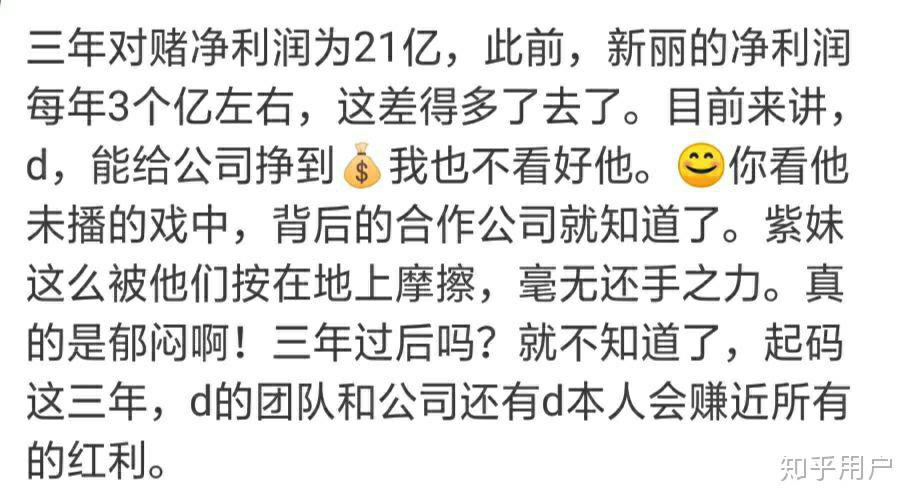 三年对赌净利润为21亿，此前，新丽的净利润
每年3个亿左右，这差得多了去了。目前来讲，
d，能给公司挣到💰我也不看好他。😊你看他
未播的戏中，背后的合作公司就知道了。紫妹
这么被他们按在地上摩擦，毫无还手之力。真
的是郁闷啊！三年过后吗？就不知道了，起码
这三年，d的团队和公司还有d本人会赚近所有
的红利。
知乎用户